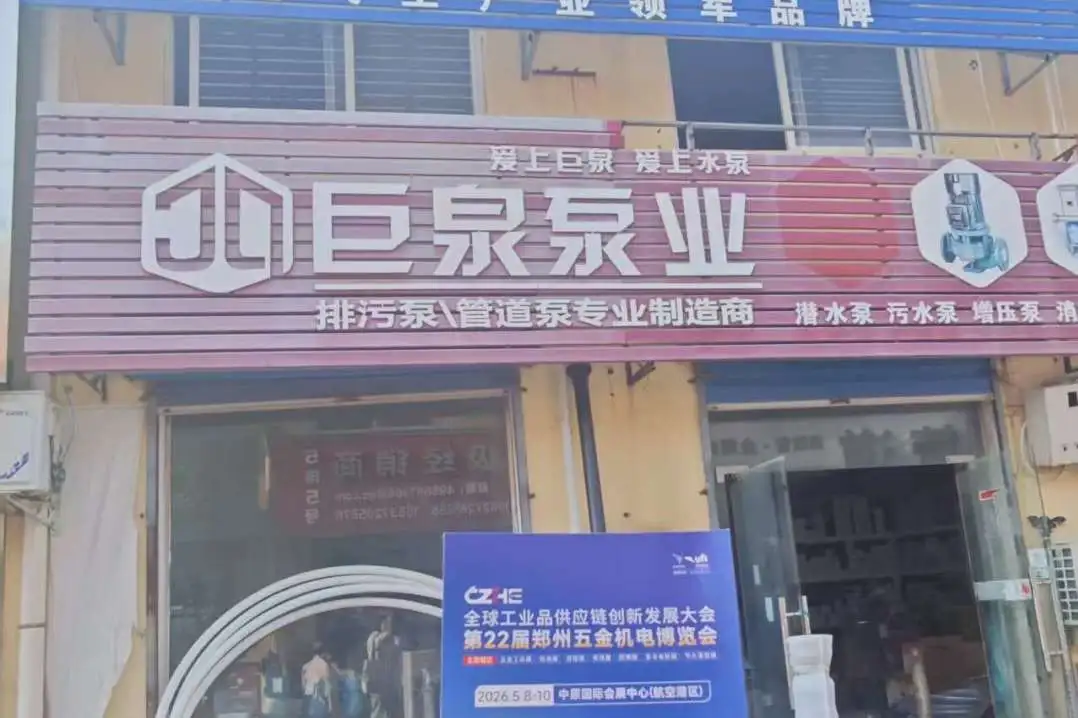 业领军品牌
爱上巨泉 爱上水泵
巨泉泵业
排污泵\管道泵专业制造商
潜水泵 污水泵 增压泵 消
经销商
CZHE
全球工业品供应链创新发展大会
第22届郑州五金机电博览会
2026.5 8-10 中原国际会展中心(航空港区)